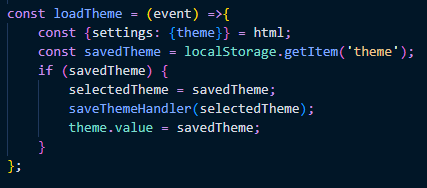 const loadTheme = (event) =>{
    const {settings: {theme}} = html;
    const savedTheme = localStorage.getItem('theme');
    if (savedTheme) {
        selectedTheme = savedTheme;
        saveThemeHandler(selectedTheme);
        theme.value = savedTheme;
    }
};